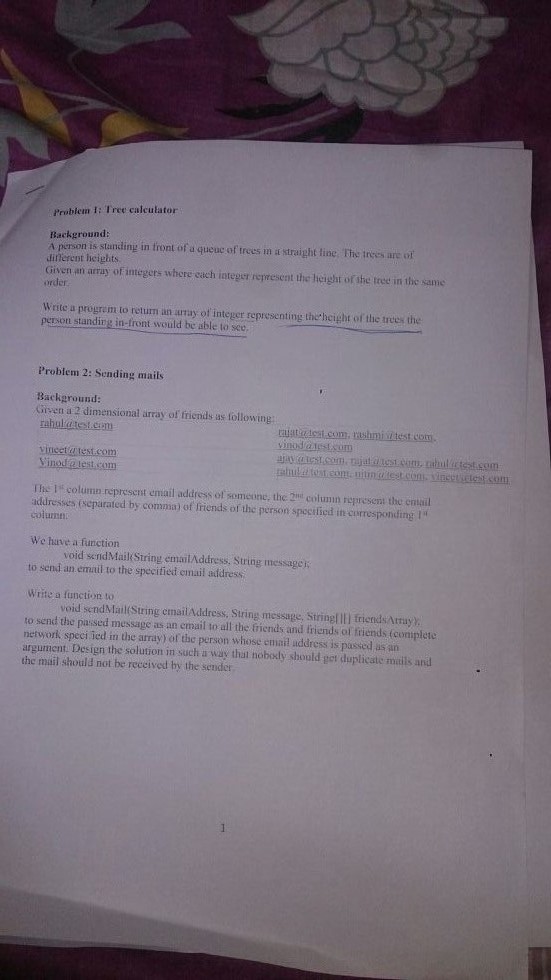 Problem 1: Tree calculator
Background:
A person is standing in front of a queue of trees in a straight line. The trees are of
different heights.
Given an array of integers where each integer represent the height of the tree in the same
order.
Write a program to return an array of integer representing the height of the trees the
person standing in-front would be able to see.
Problem 2: Sending mails
Background:
Given a 2 dimensional array of friends as following:
rahul@test.com rajat@test.com, rashmi@test.com,
vinod@test.com
vineet@test.com ajay@test.com, rajat@test.com, rahul@test.com
Vinod@test.com rahul@test.com, nitin@test.com, vineet@test.com
The 1st column represent email address of someone, the 2nd column represent the email
addresses (separated by comma) of friends of the person specified in corresponding 1st
column:
We have a function
void sendMail(String emailAddress, String message);
to send an email to the specified email address.
Write a function to
void sendMail(String emailAddress, String message, String[][] friendsArray);
to send the passed message as an email to all the friends and friends of friends (complete
network specified in the array) of the person whose email address is passed as an
argument. Design the solution in such a way that nobody should get duplicate mails and
the mail should not be received by the sender.
1